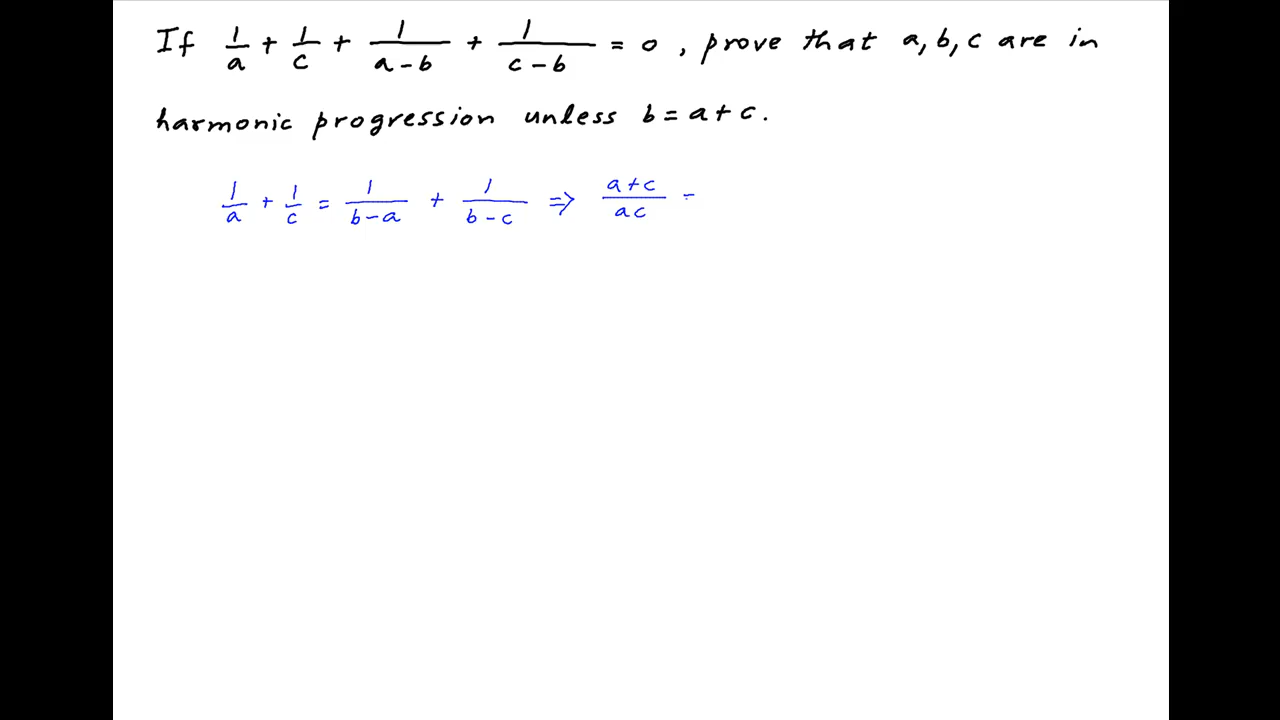 If 1/a + 1/c + 1/(a-b) + 1/(c-b) = 0, prove that a, b, c are in
harmonic progression unless b = a + c.
1/a + 1/c = 1/(b-a) + 1/(b-c) ⇒ (a+c)/(ac) =